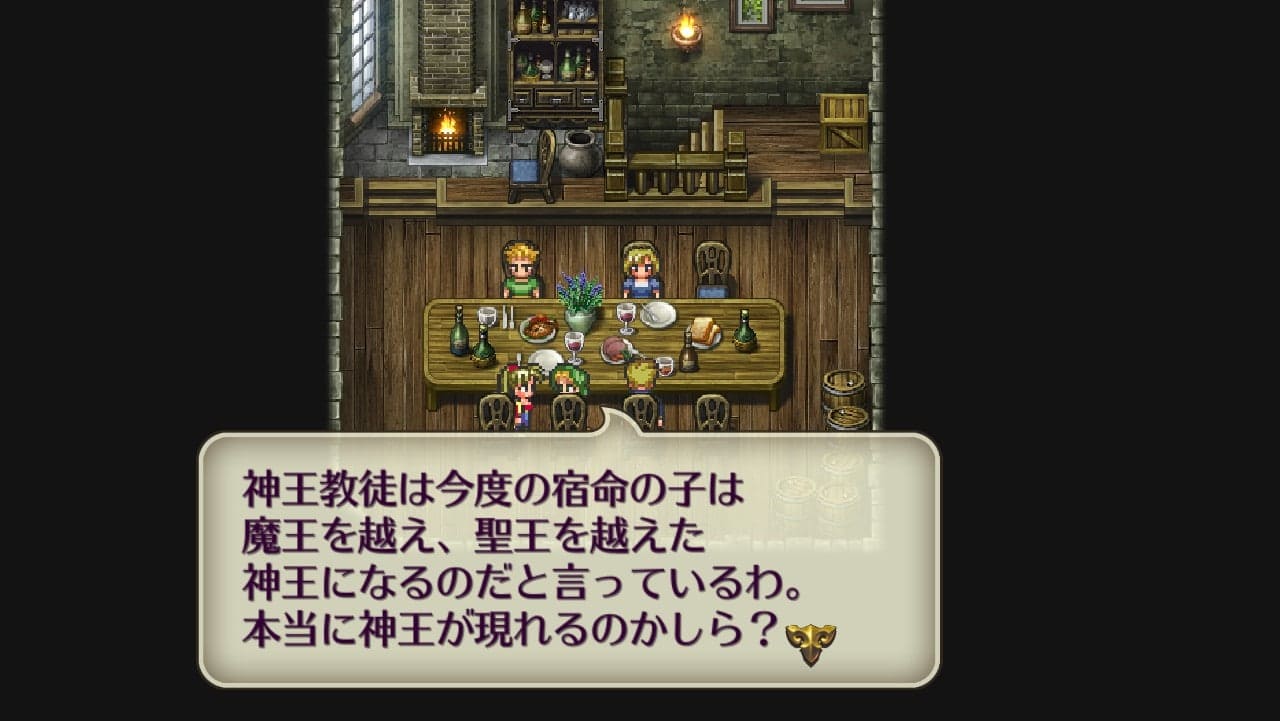 神王教徒は今度の宿命の子は
魔王を越え、聖王を越えた
神王になるのだと言っているわ。
本当に神王が現れるのかしら？